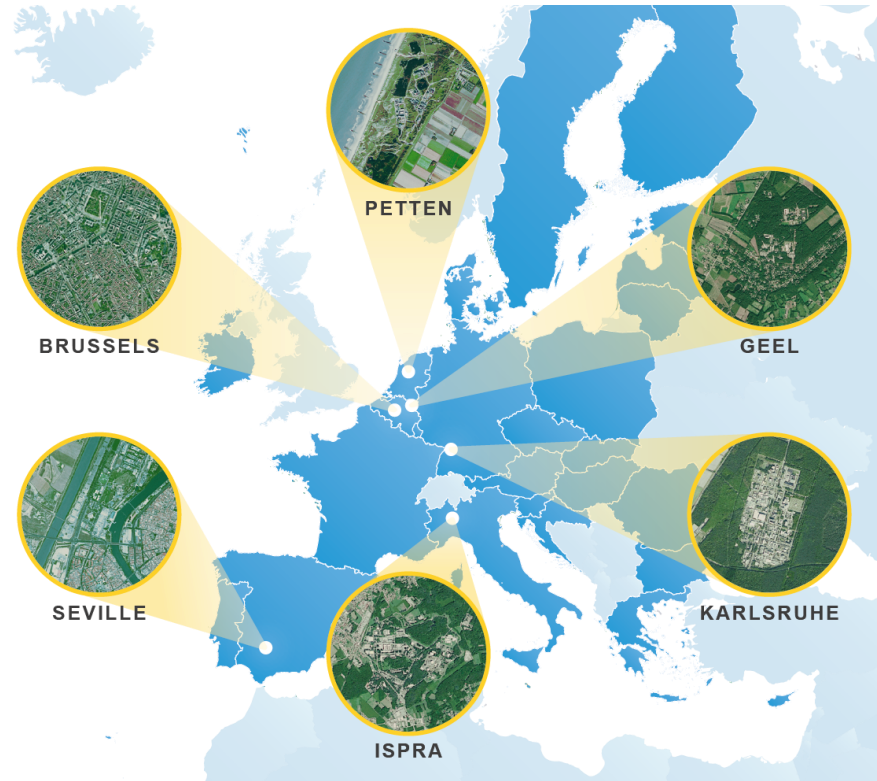 PETTEN
BRUSSELS
GEEL
SEVILLE
KARLSRUHE
ISPRA